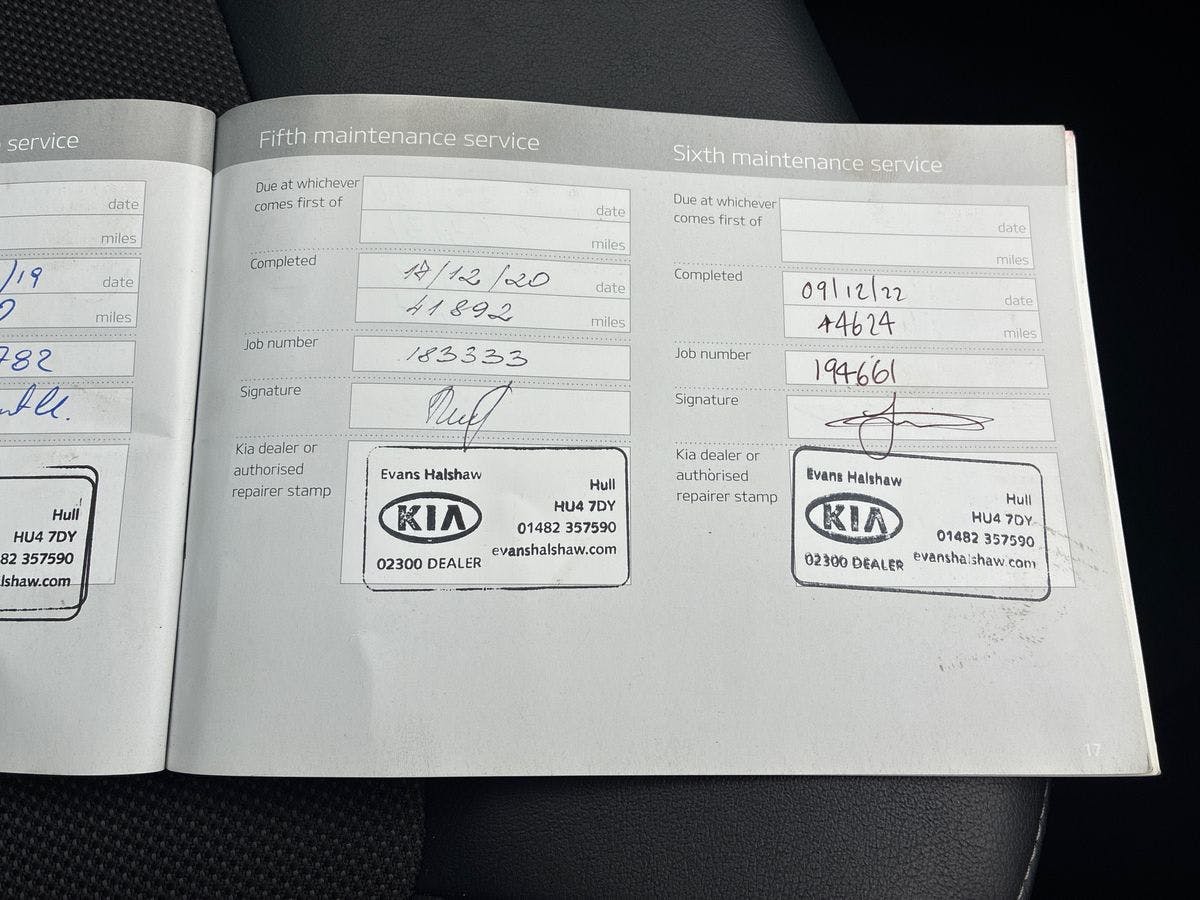 service
date
miles
/19
date
miles
782
Hull
HU4 7DY
82 357590
lshaw.com
Fifth maintenance service
Due at whichever
comes first of
date
miles
Completed
17/12/20
date
41892
miles
Job number
183333
Signature
Kia dealer or
authorised
repairer stamp
Evans Halshaw
Hull
KIA
HU4 7DY
01482 357590
evanshalshaw.com
02300 DEALER
Sixth maintenance service
Due at whichever
comes first of
date
miles
Completed
09/12/22
date
44624
miles
Job number
194661
Signature
Kia dealer or
authorised
repairer stamp
Evans Halshaw
Hull
KIA
HU4 7DY
01482 357590
evanshalshaw.com
02300 DEALER
17